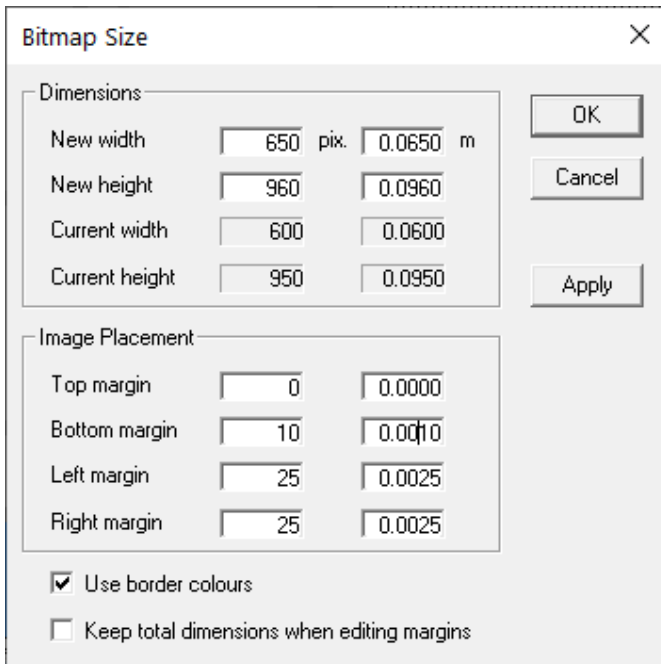 Bitmap Size
Dimensions
New width 650 pix. 0.0650 m
New height 960 0.0960
Current width 600 0.0600
Current height 950 0.0950
OK
Cancel
Apply
Image Placement
Top margin 0 0.0000
Bottom margin 10 0.0010
Left margin 25 0.0025
Right margin 25 0.0025
Use border colours
Keep total dimensions when editing margins